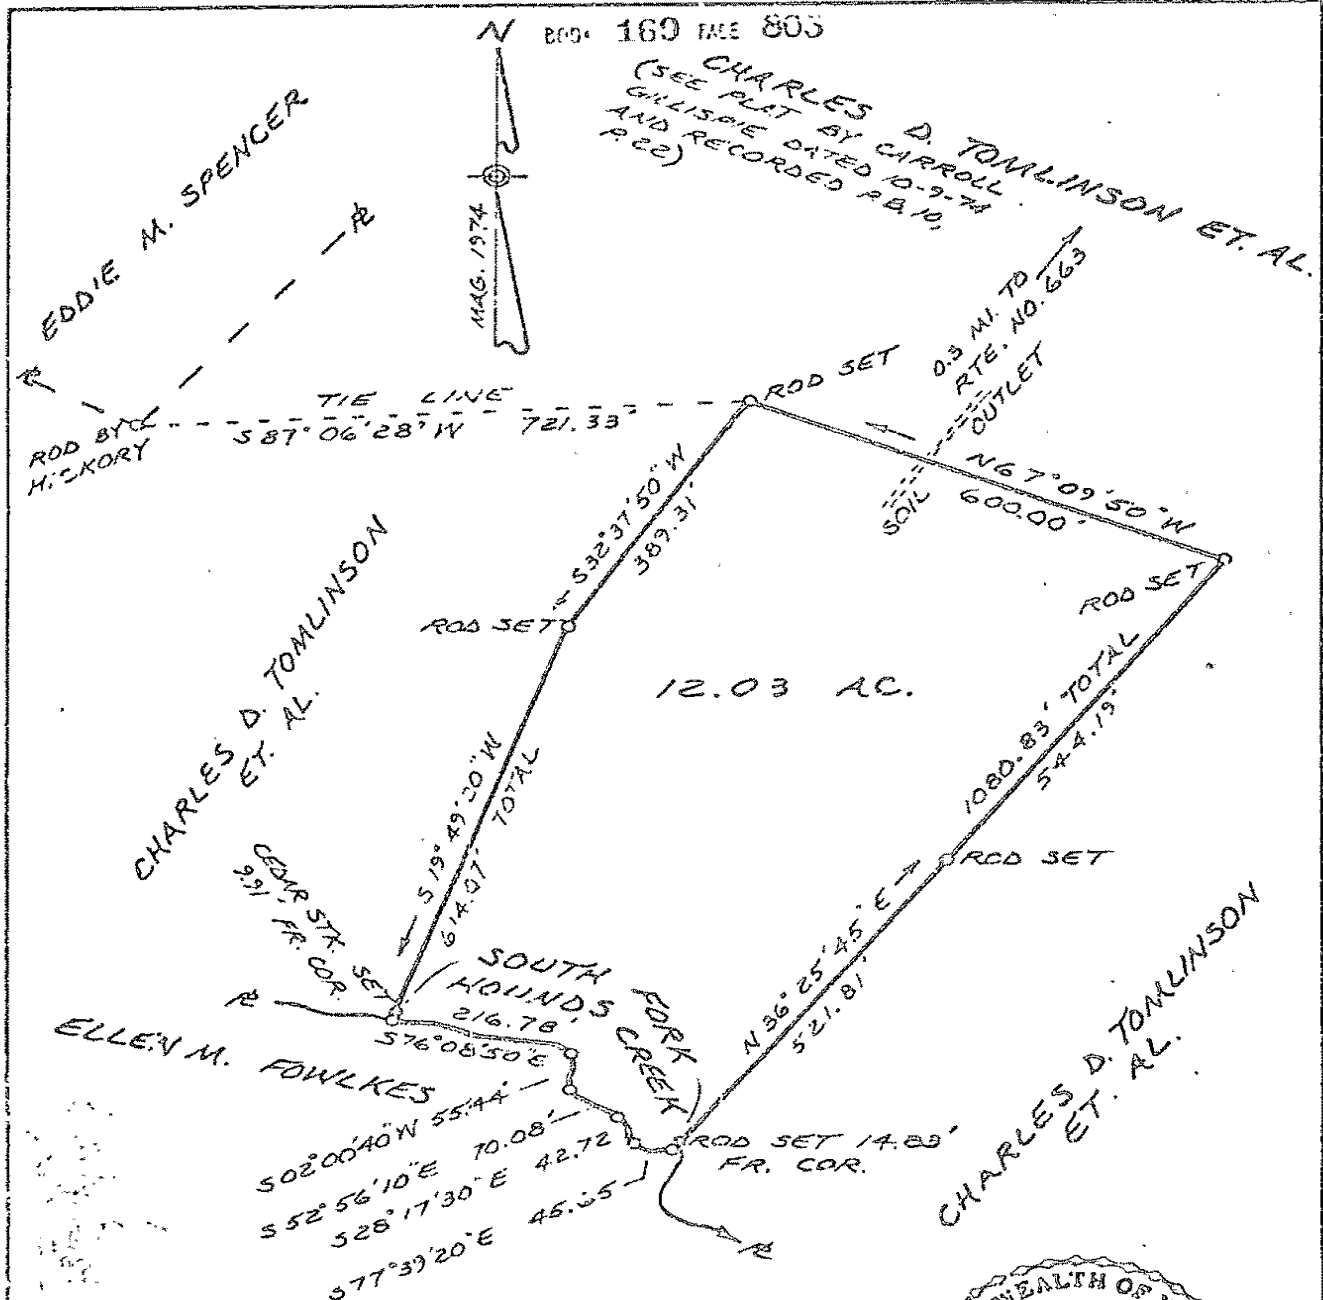 N
160 803
CHARLES D. TOMLINSON ET. AL.
(SEE PLAT BY CARROLL
GILLISPIE DATED 10-9-74
AND RECORDED P.B. 10,
P. 22)
EDDIE M. SPENCER
MAG. 1974
0.3 MI. TO
RTE. NO. 663
OUTLET
SOIL
ROD SET
TIE LINE
S 87° 06' 28" W 721.33'
ROD BY
HICKORY
N 67° 09' 50" W
600.00'
S 32° 37' 50" W
389.31'
ROD SET
ROD SET
12.03 AC.
CHARLES D. TOMLINSON
ET. AL.
1080.83' TOTAL
544.19'
S 19° 49' 20" W
614.07' TOTAL
ROD SET
CEDAR STK. SET
9.91' FR. COR.
SOUTH FORK
HOUNDS CREEK
216.78'
S 76° 08' 50" E
N 36° 25' 45" E
521.81'
CHARLES D. TOMLINSON
ET. AL.
ELLEN M. FOWLKES
S 02° 00' 40" W 55.44'
S 52° 56' 10" E 70.08'
S 28° 17' 30" E 42.72
S 77° 39' 20" E
ROD SET 14.83'
FR. COR.